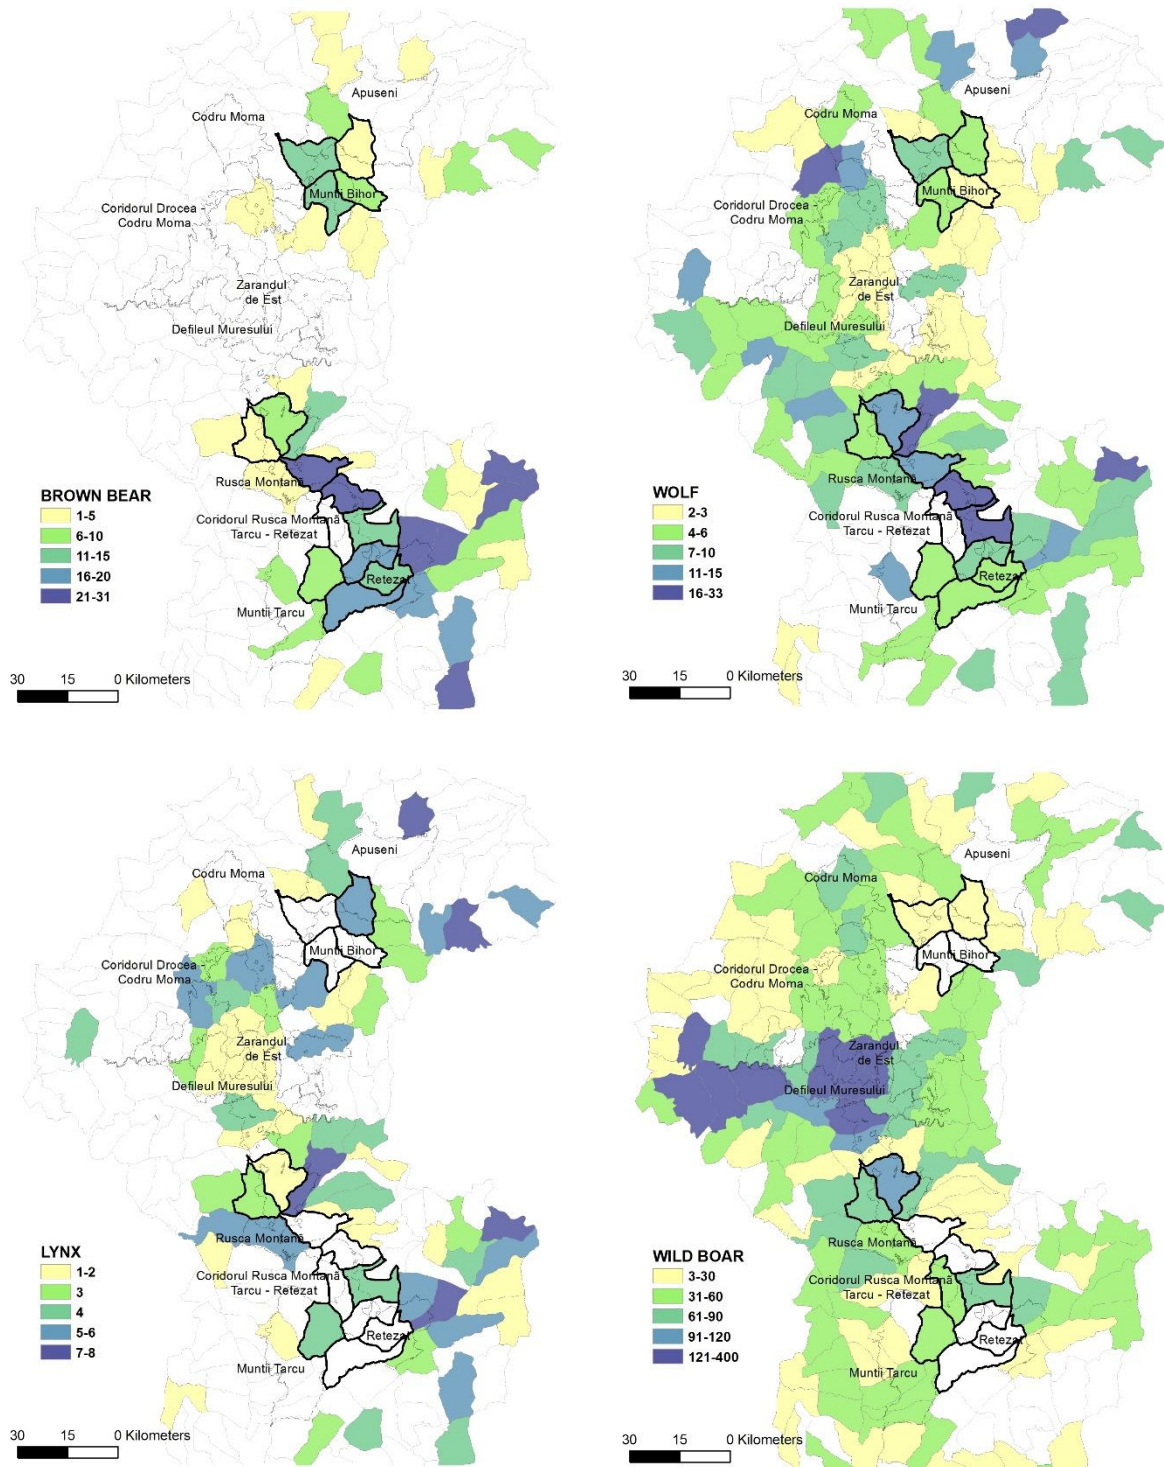 Apuseni
Codru Moma
Muntii Bihor
Coridorul Drocea -
Codru Moma
Zarandul
de Est
Defileul Muresului
Rusca Montană
BROWN BEAR
1-5
6-10
11-15
16-20
21-31
Coridorul Rusca Montană
Tarcu - Retezat
Retezat
Muntii Tarcu
30 15 0 Kilometers
Apuseni
Codru Moma
Muntii Bihor
Coridorul Drocea -
Codru Moma
Zarandul
de Est
Defileul Muresului
Rusca Montană
WOLF
2-3
4-6
7-10
11-15
16-33
Coridorul Rusca Montană
Tarcu - Retezat
Retezat
Muntii Tarcu
30 15 0 Kilometers
Apuseni
Codru Moma
Muntii Bihor
Coridorul Drocea -
Codru Moma
Zarandul
de Est
Defileul Muresului
Rusca Montană
LYNX
1-2
3
4
5-6
7-8
Coridorul Rusca Montană
Tarcu - Retezat
Retezat
Muntii Tarcu
30 15 0 Kilometers
Apuseni
Codru Moma
Muntii Bihor
Coridorul Drocea -
Codru Moma
Zarandul
de Est
Defileul Muresului
Rusca Montană
WILD BOAR
3-30
31-60
61-90
91-120
121-400
Coridorul Rusca Montană
Tarcu - Retezat
Retezat
Muntii Tarcu
30 15 0 Kilometers